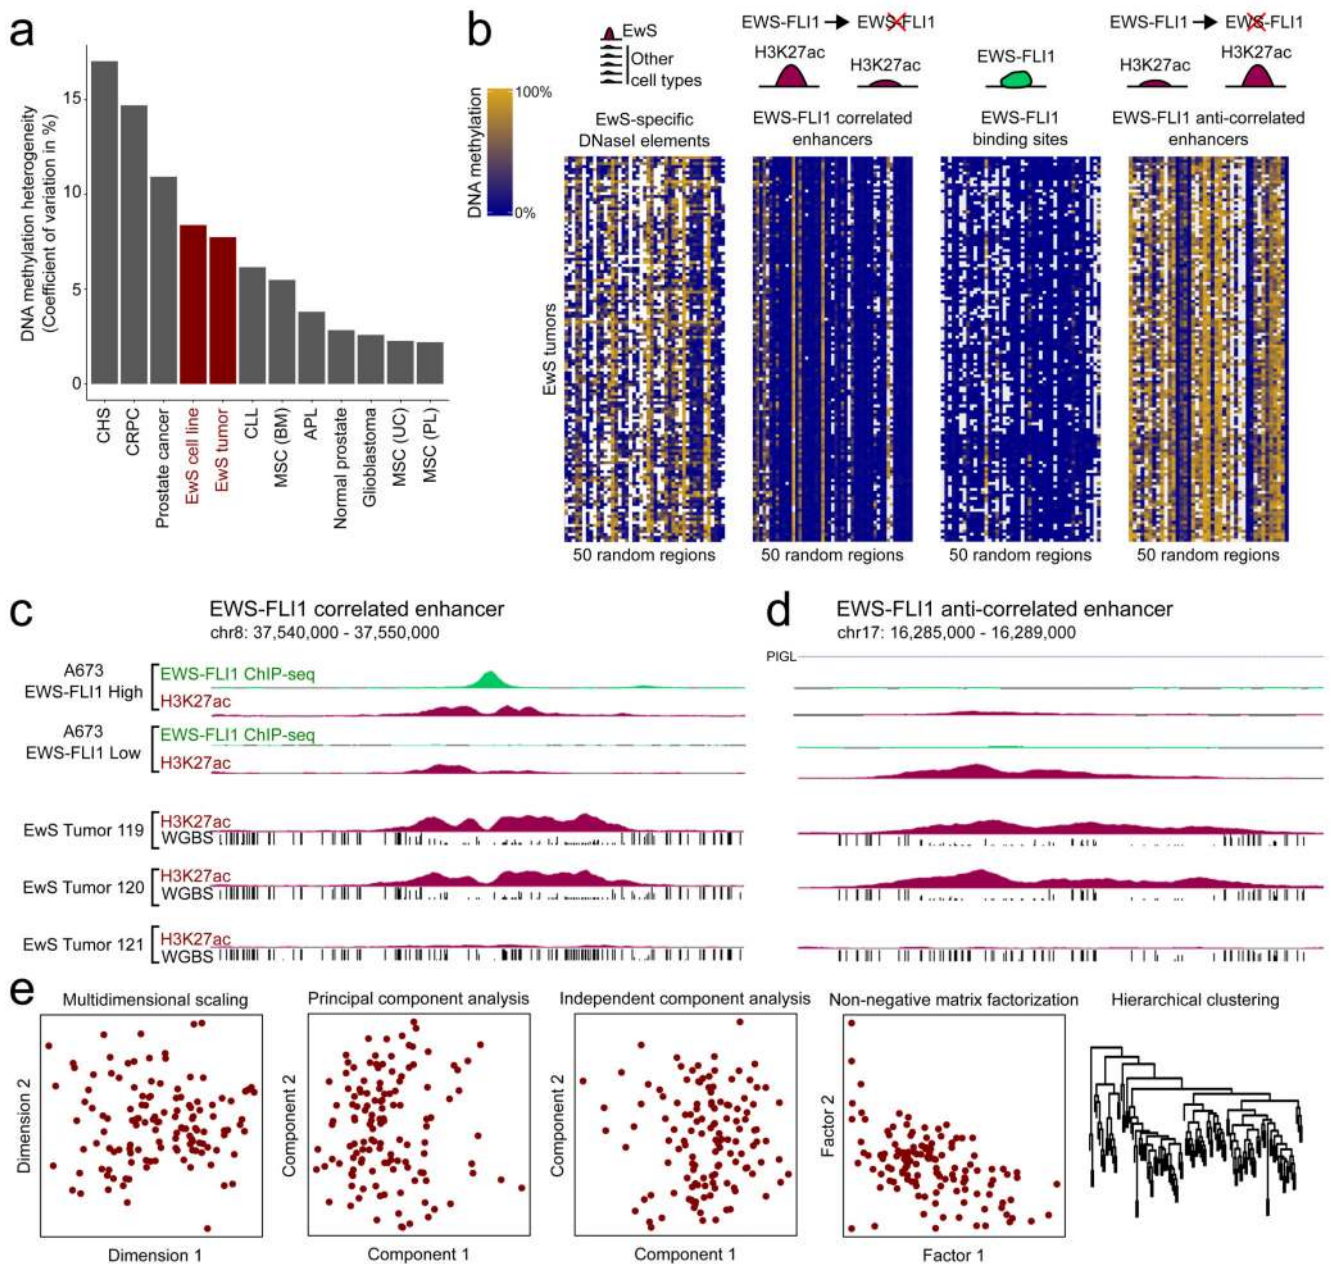 a
DNA methylation heterogeneity
(Coefficient of variation in %)
15
10
5
0
CHS
CRPC
Prostate cancer
EwS cell line
EwS tumor
CLL
MSC (BM)
APL
Normal prostate
Glioblastoma
MSC (UC)
MSC (PL)
b
DNA methylation
100%
0%
EwS
Other
cell types
EwS-specific
DNaseI elements
EWS-FLI1
EWS-FLI1
H3K27ac
H3K27ac
EWS-FLI1 correlated
enhancers
EWS-FLI1
EWS-FLI1
binding sites
EWS-FLI1
EWS-FLI1
H3K27ac
H3K27ac
EWS-FLI1 anti-correlated
enhancers
EwS tumors
50 random regions
50 random regions
50 random regions
50 random regions
c
EWS-FLI1 correlated enhancer
chr8: 37,540,000 - 37,550,000
A673
EWS-FLI1 High
EWS-FLI1 ChIP-seq
H3K27ac
A673
EWS-FLI1 Low
EWS-FLI1 ChIP-seq
H3K27ac
EwS Tumor 119
H3K27ac
WGBS
EwS Tumor 120
H3K27ac
WGBS
EwS Tumor 121
H3K27ac
WGBS
d
EWS-FLI1 anti-correlated enhancer
chr17: 16,285,000 - 16,289,000
PIGL
e
Multidimensional scaling
Dimension 2
Dimension 1
Principal component analysis
Component 2
Component 1
Independent component analysis
Component 2
Component 1
Non-negative matrix factorization
Factor 2
Factor 1
Hierarchical clustering